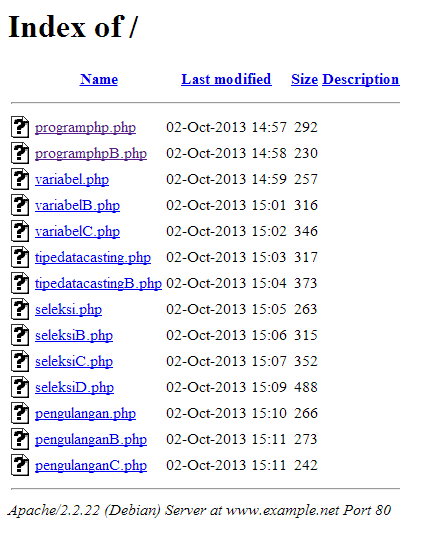 Index of /
Name Last modified Size Description
programphp.php 02-Oct-2013 14:57 292
programphpB.php 02-Oct-2013 14:58 230
variabel.php 02-Oct-2013 14:59 257
variabelB.php 02-Oct-2013 15:01 316
variabelC.php 02-Oct-2013 15:02 346
tipedatacasting.php 02-Oct-2013 15:03 317
tipedatacastingB.php 02-Oct-2013 15:04 373
seleksi.php 02-Oct-2013 15:05 263
seleksiB.php 02-Oct-2013 15:06 315
seleksiC.php 02-Oct-2013 15:07 352
seleksiD.php 02-Oct-2013 15:09 488
pengulangan.php 02-Oct-2013 15:10 266
pengulanganB.php 02-Oct-2013 15:11 273
pengulanganC.php 02-Oct-2013 15:11 242
Apache/2.2.22 (Debian) Server at www.example.net Port 80